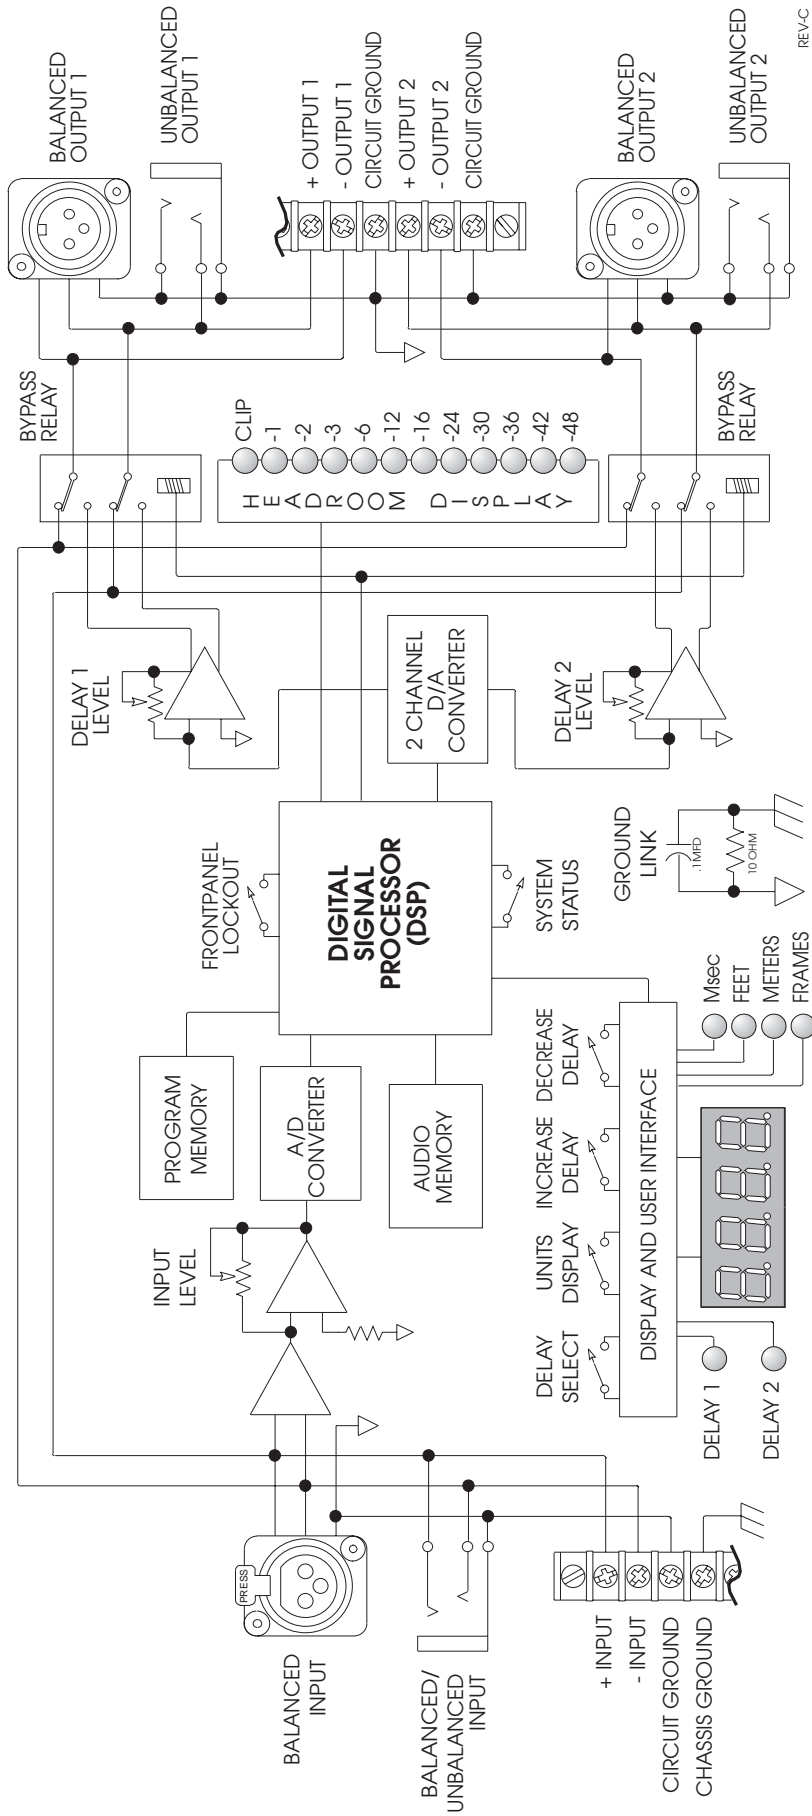 BALANCED
INPUT
PRESS
BALANCED/
UNBALANCED
INPUT
+ INPUT
- INPUT
CIRCUIT GROUND
CHASSIS GROUND
INPUT
LEVEL
PROGRAM
MEMORY
A/D
CONVERTER
AUDIO
MEMORY
FRONTPANEL
LOCKOUT
DIGITAL
SIGNAL
PROCESSOR
(DSP)
SYSTEM
STATUS
DELAY
SELECT
UNITS
DISPLAY
INCREASE
DELAY
DECREASE
DELAY
DISPLAY AND USER INTERFACE
DELAY 1
DELAY 2
Msec
FEET
METERS
FRAMES
GROUND
LINK
.1MFD
10 OHM
DELAY 1
LEVEL
2 CHANNEL
D/A
CONVERTER
DELAY 2
LEVEL
BYPASS
RELAY
HEADROOM DISPLAY
CLIP
-1
-2
-3
-6
-12
-16
-24
-30
-36
-42
-48
BYPASS
RELAY
BALANCED
OUTPUT 1
UNBALANCED
OUTPUT 1
+ OUTPUT 1
- OUTPUT 1
CIRCUIT GROUND
+ OUTPUT 2
- OUTPUT 2
CIRCUIT GROUND
BALANCED
OUTPUT 2
UNBALANCED
OUTPUT 2
REV-C